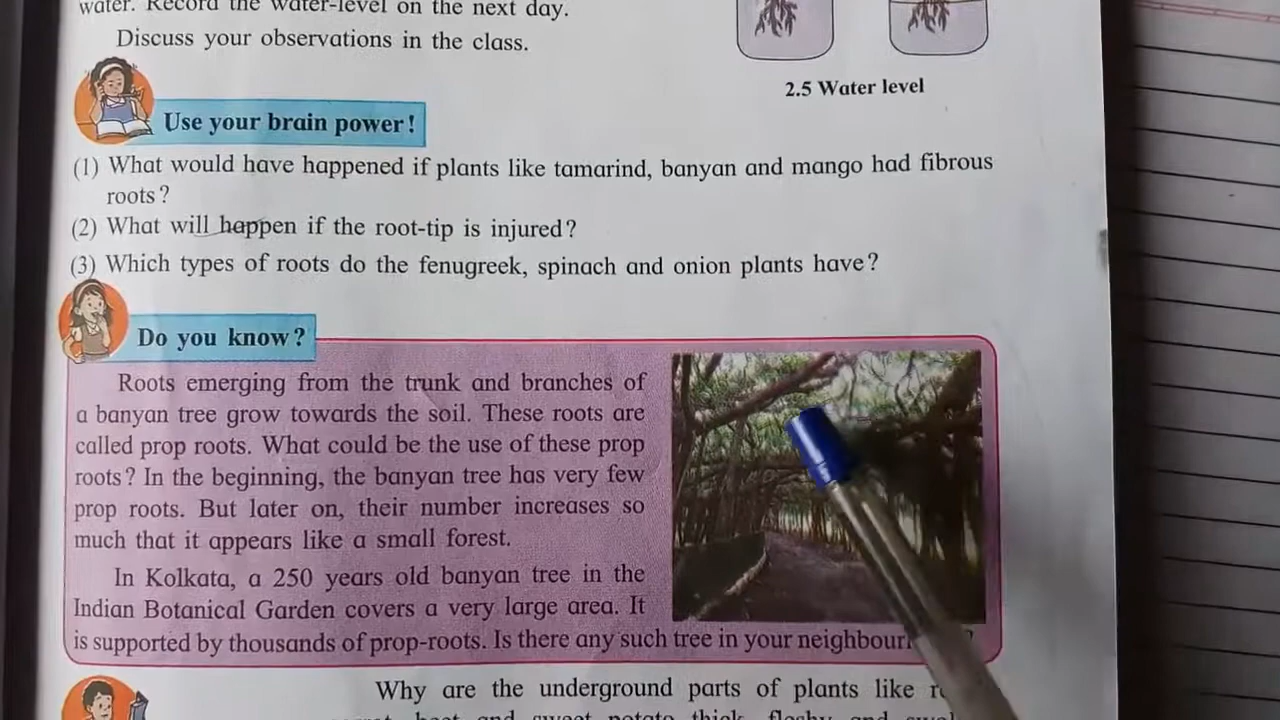 water. Record the water-level on the next day.
Discuss your observations in the class.
2.5 Water level
Use your brain power!
(1) What would have happened if plants like tamarind, banyan and mango had fibrous
roots?
(2) What will happen if the root-tip is injured?
(3) Which types of roots do the fenugreek, spinach and onion plants have?
Do you know?
Roots emerging from the trunk and branches of
a banyan tree grow towards the soil. These roots are
called prop roots. What could be the use of these prop
roots? In the beginning, the banyan tree has very few
prop roots. But later on, their number increases so
much that it appears like a small forest.
In Kolkata, a 250 years old banyan tree in the
Indian Botanical Garden covers a very large area. It
is supported by thousands of prop-roots. Is there any such tree in your
Why are the underground parts of plants like
beet and sweet potato thick, fleshy and